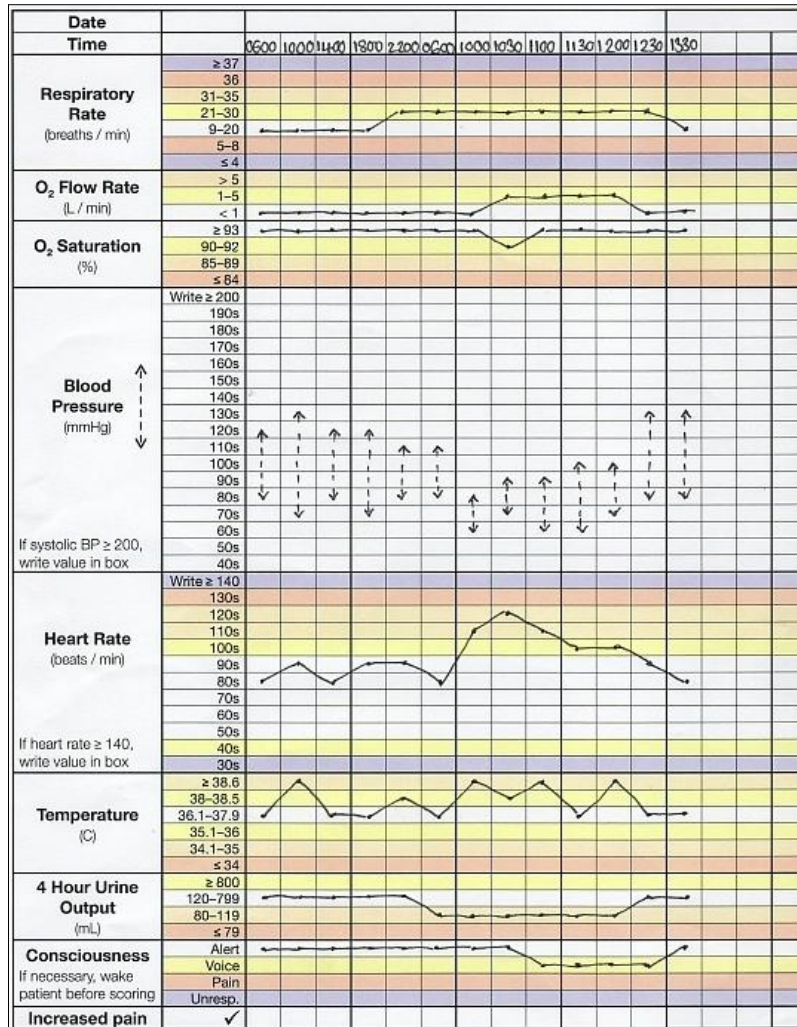 Date
Time 0600 1000 1400 1800 2200 0600 1000 1030 1100 1130 1200 1230 1330
Respiratory Rate (breaths / min)
≥ 37
36
31–35
21–30
9–20
5–8
≤ 4
O₂ Flow Rate (L / min)
> 5
1–5
< 1
O₂ Saturation (%)
≥ 93
90–92
85–89
≤ 84
Blood Pressure (mmHg)
If systolic BP ≥ 200,
write value in box
Write ≥ 200
190s
180s
170s
160s
150s
140s
130s
120s
110s
100s
90s
80s
70s
60s
50s
40s
Heart Rate (beats / min)
If heart rate ≥ 140,
write value in box
Write ≥ 140
130s
120s
110s
100s
90s
80s
70s
60s
50s
40s
30s
Temperature (C)
≥ 38.6
38–38.5
36.1–37.9
35.1–36
34.1–35
≤ 34
4 Hour Urine Output (mL)
≥ 800
120–799
80–119
≤ 79
Consciousness
If necessary, wake
patient before scoring
Alert
Voice
Pain
Unresp.
Increased pain ✓